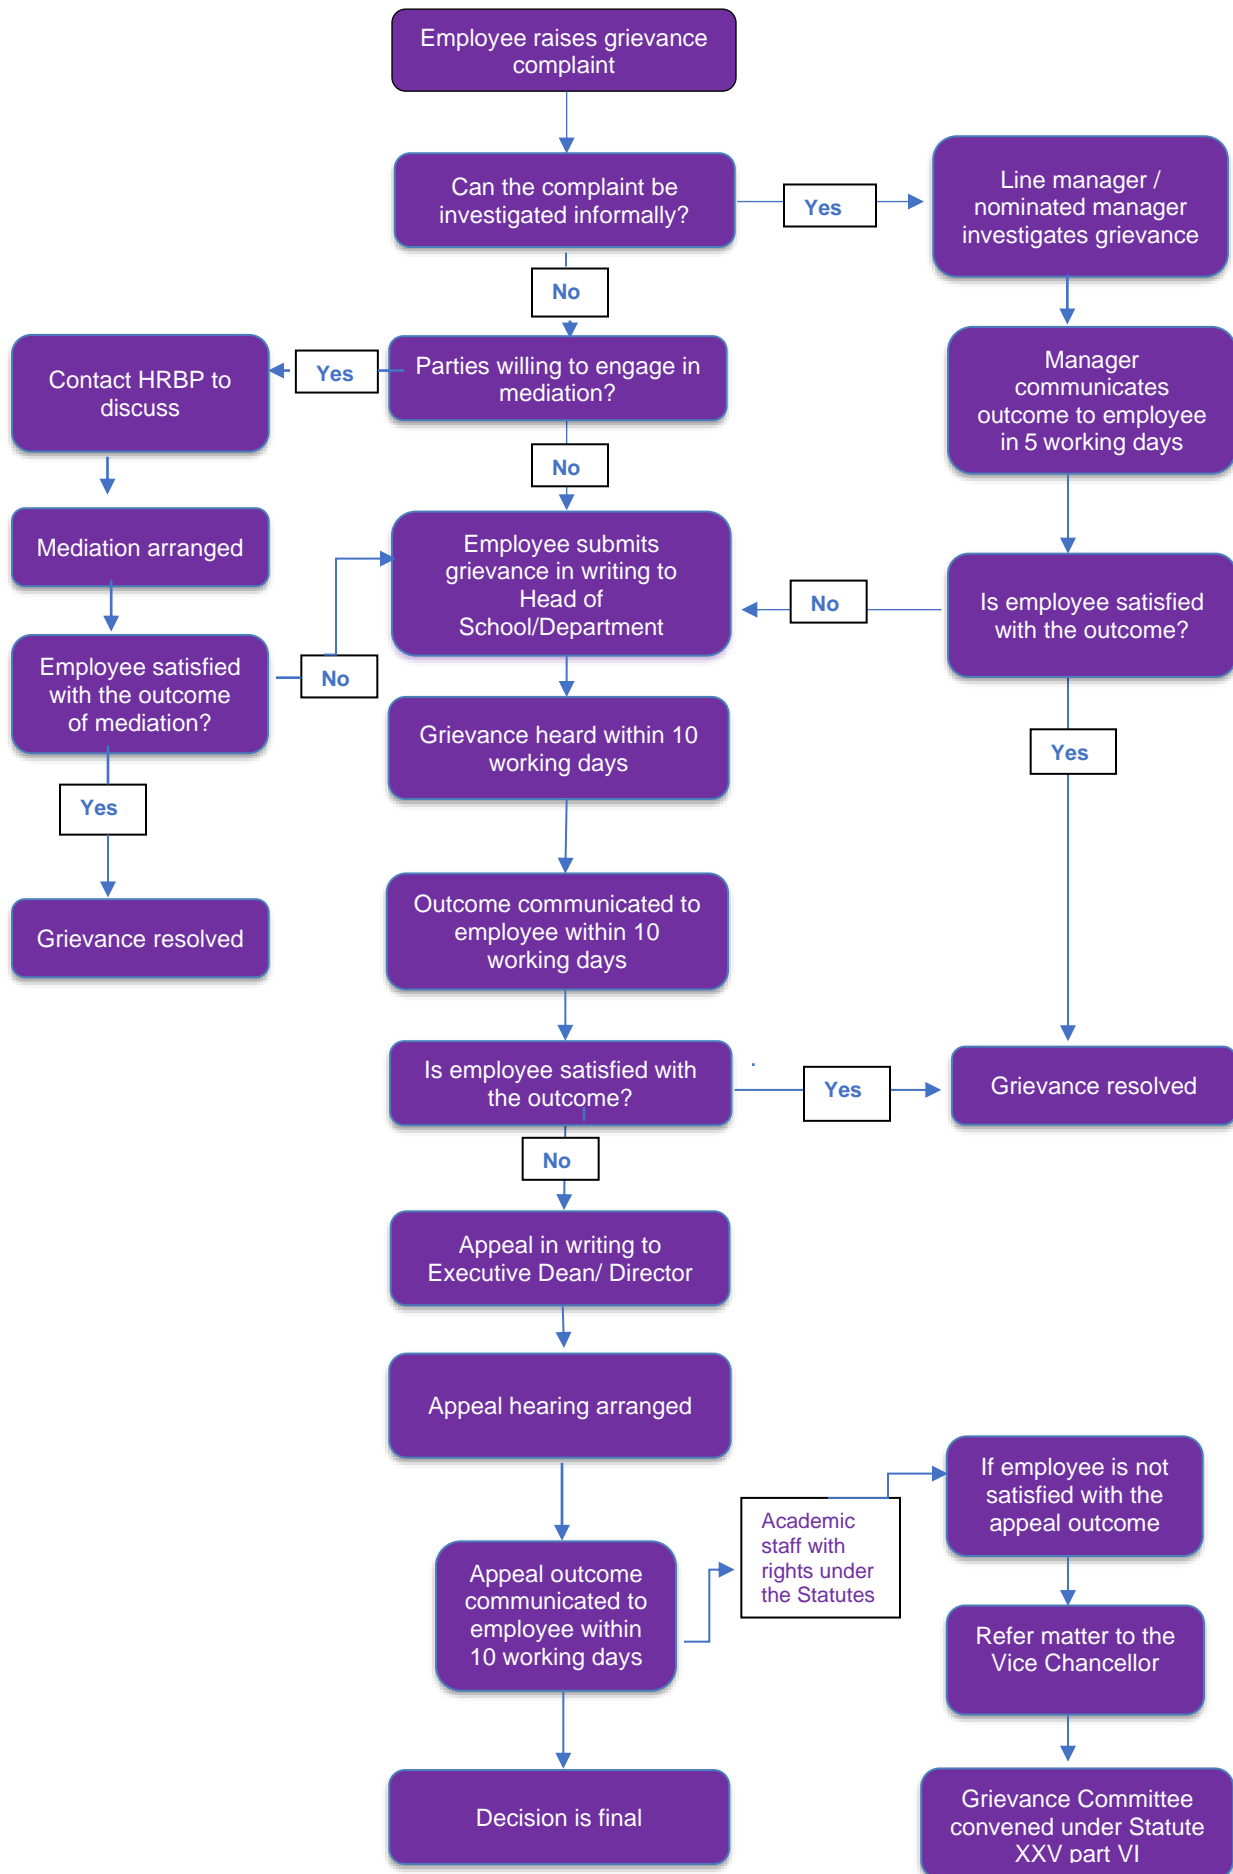 Employee raises grievance
complaint
Can the complaint be
investigated informally?
Yes
Line manager /
nominated manager
investigates grievance
No
Parties willing to engage in
mediation?
Yes
Contact HRBP to
discuss
Manager
communicates
outcome to employee
in 5 working days
No
Mediation arranged
Employee submits
grievance in writing to
Head of
School/Department
No
Is employee satisfied
with the outcome?
Employee satisfied
with the outcome
of mediation?
No
Grievance heard within 10
working days
Yes
Yes
Grievance resolved
Outcome communicated to
employee within 10
working days
Is employee satisfied with
the outcome?
.
Yes
Grievance resolved
No
Appeal in writing to
Executive Dean/ Director
Appeal hearing arranged
If employee is not
satisfied with the
appeal outcome
Academic
staff with
rights under
the Statutes
Appeal outcome
communicated to
employee within
10 working days
Refer matter to the
Vice Chancellor
Decision is final
Grievance Committee
convened under Statute
XXV part VI